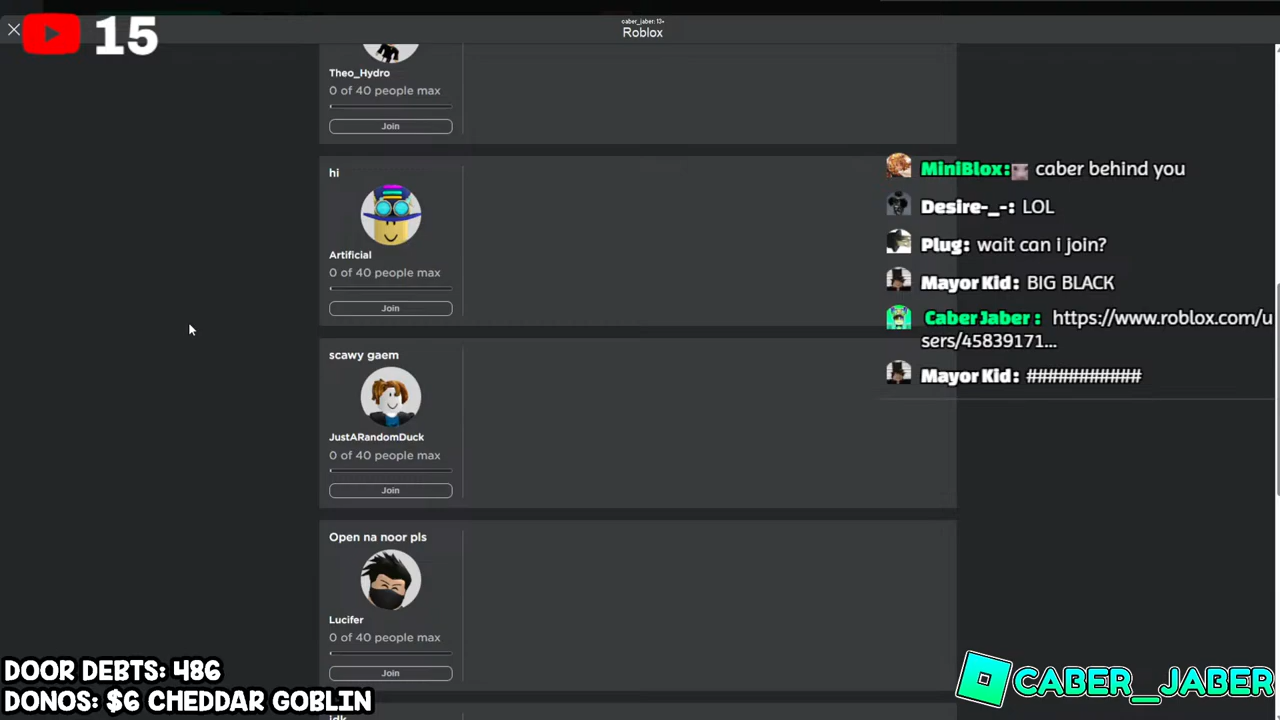 15
caber_jaber: 13+
Roblox
Theo_Hydro
0 of 40 people max
Join
hi
Artificial
0 of 40 people max
Join
scawy gaem
JustARandomDuck
0 of 40 people max
Join
Open na noor pls
Lucifer
0 of 40 people max
Join
idk
MiniBlox: caber behind you
Desire-_-: LOL
Plug: wait can i join?
Mayor Kid: BIG BLACK
CaberJaber : https://www.roblox.com/u
sers/45839171...
Mayor Kid: ###########
DOOR DEBTS: 486
DONOS: $6 CHEDDAR GOBLIN
CABER_JABER